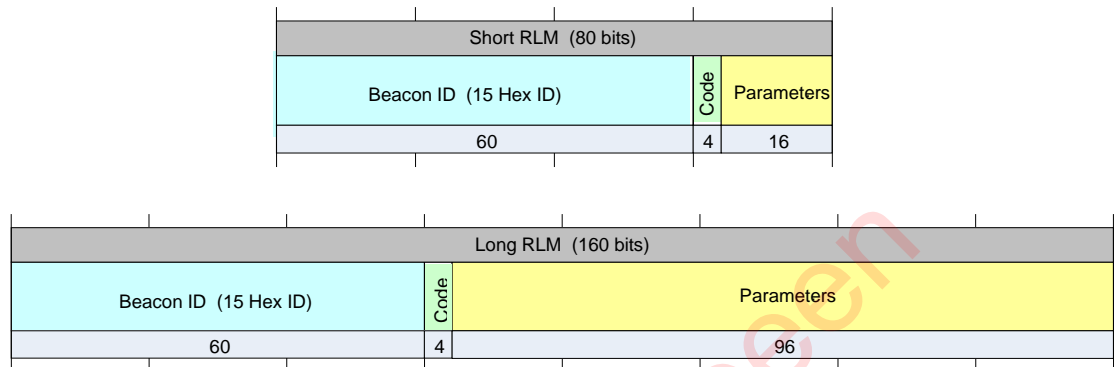 Short RLM (80 bits)
Beacon ID (15 Hex ID)
Code
Parameters
60
4
16
Long RLM (160 bits)
Beacon ID (15 Hex ID)
Code
Parameters
60
4
96